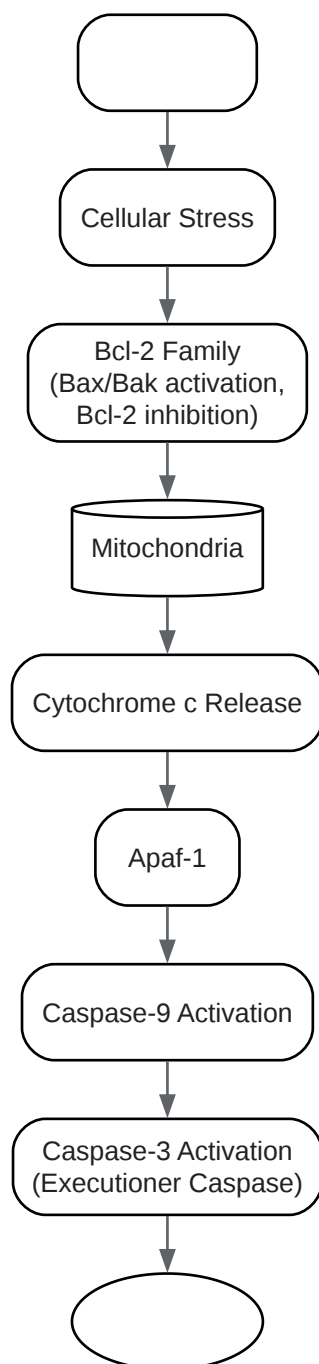 Cellular Stress
Bcl-2 Family
(Bax/Bak activation,
Bcl-2 inhibition)
Mitochondria
Cytochrome c Release
Apaf-1
Caspase-9 Activation
Caspase-3 Activation
(Executioner Caspase)